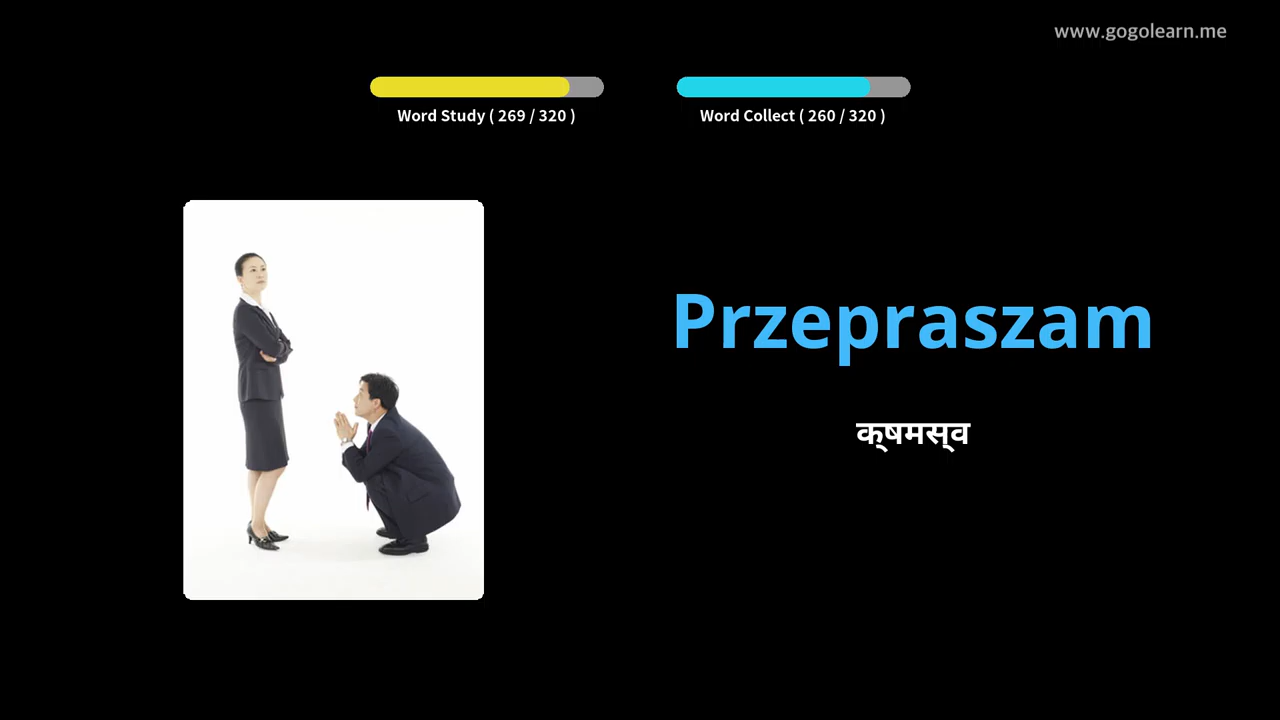 www.gogolearn.me
Word Study ( 269 / 320 )
Word Collect ( 260 / 320 )
Przepraszam
क्षमस्व